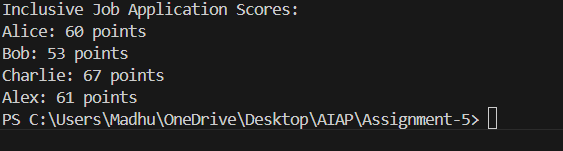 Inclusive Job Application Scores:
Alice: 60 points
Bob: 53 points
Charlie: 67 points
Alex: 61 points
PS C:\Users\Madhu\OneDrive\Desktop\AIAP\Assignment-5>